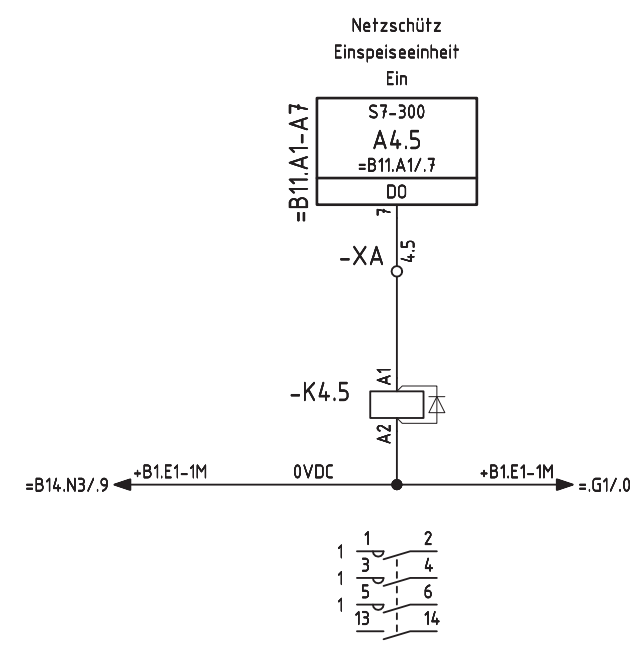 Netzschütz
Einspeiseeinheit
Ein
=B11.A1-A7
S7-300
A4.5
=B11.A1/.7
DO
7
-XA
4.5
A1
-K4.5
A2
=B14.N3/.9
+B1.E1-1M
0VDC
+B1.E1-1M
=.G1/.0
1 1 2
1 3 4
1 5 6
13 14